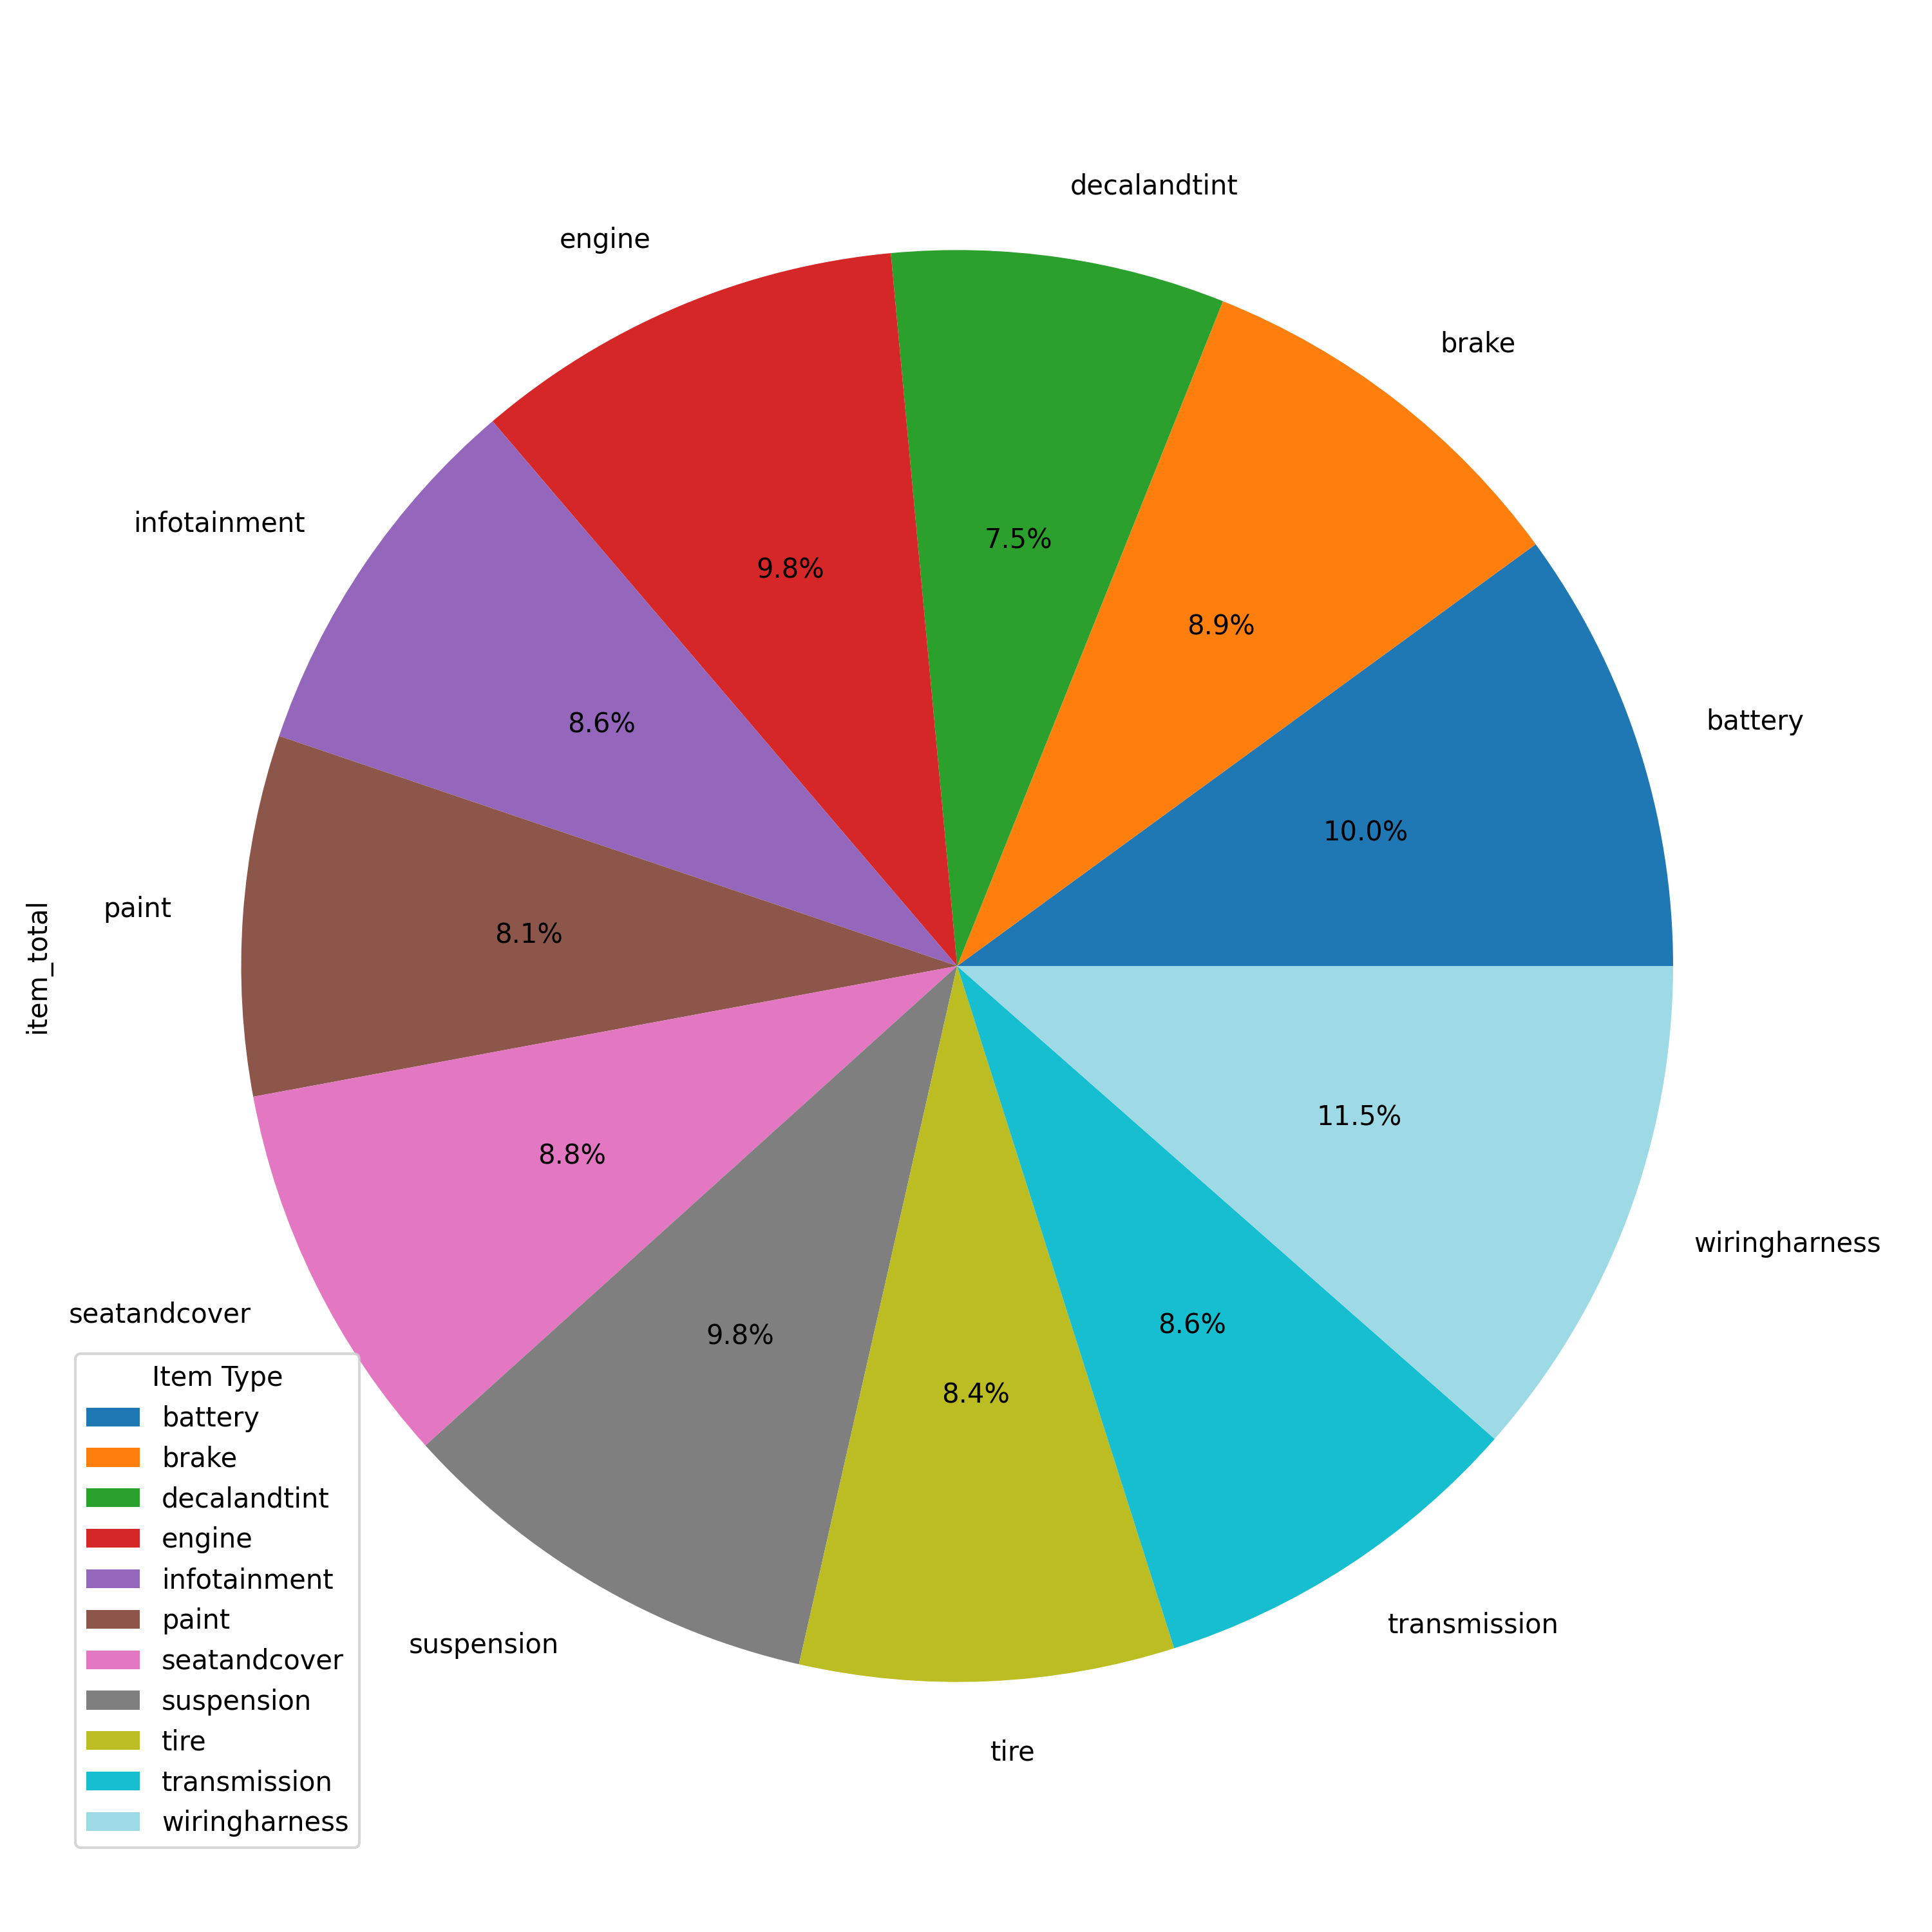 decalandtint
engine
brake
infotainment
battery
paint
item_total
seatandcover
suspension
tire
transmission
wiringharness
7.5%
9.8%
8.9%
8.6%
10.0%
8.1%
8.8%
9.8%
8.4%
8.6%
11.5%
Item Type
battery
brake
decalandtint
engine
infotainment
paint
seatandcover
suspension
tire
transmission
wiringharness